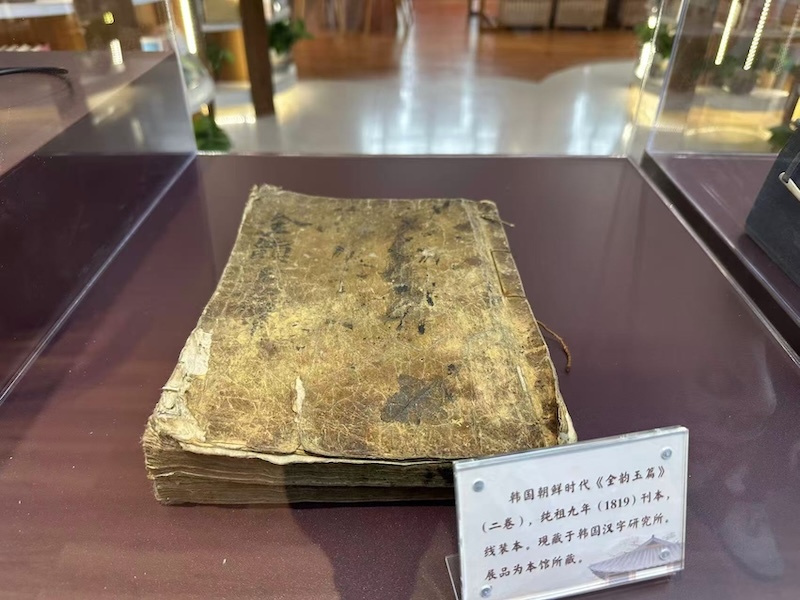 韩国朝鲜时代《全韵玉篇》
（二卷），纯祖九年（1819）刊本，
线装本。现藏于韩国汉字研究所。
展品为本馆所藏。